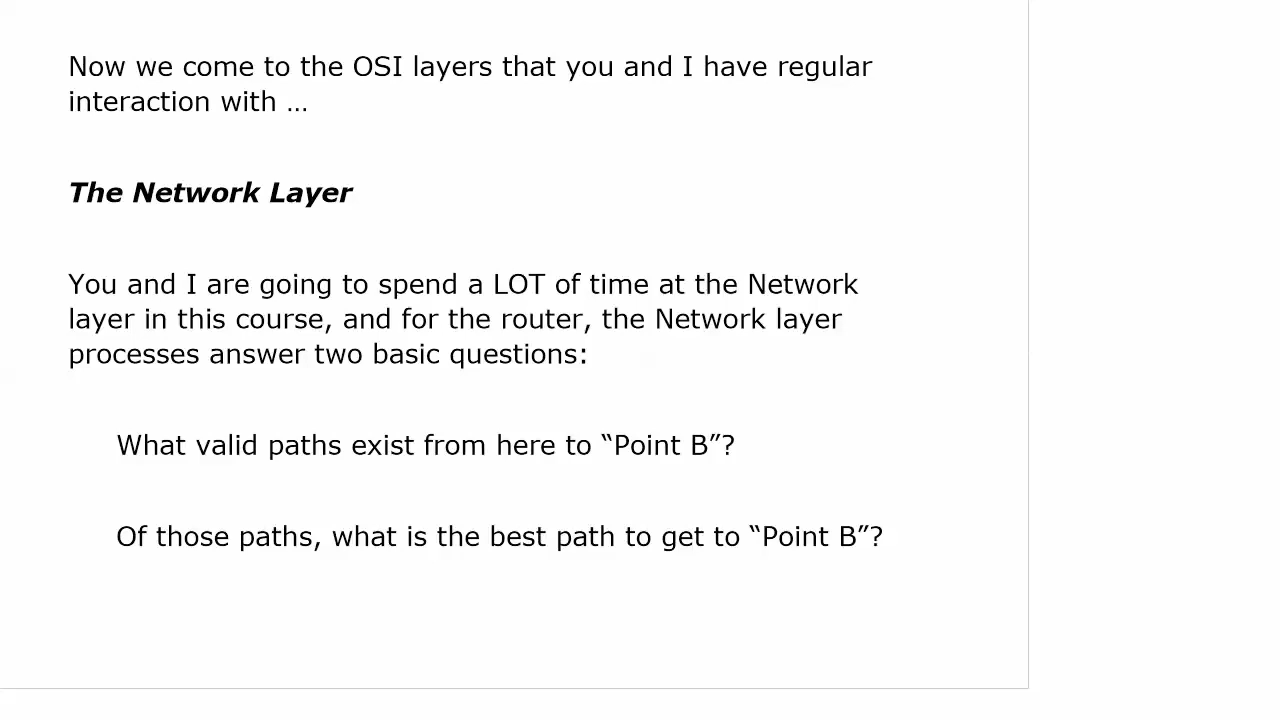 Now we come to the OSI layers that you and I have regular
interaction with …
The Network Layer
You and I are going to spend a LOT of time at the Network
layer in this course, and for the router, the Network layer
processes answer two basic questions:
What valid paths exist from here to “Point B”?
Of those paths, what is the best path to get to “Point B”?